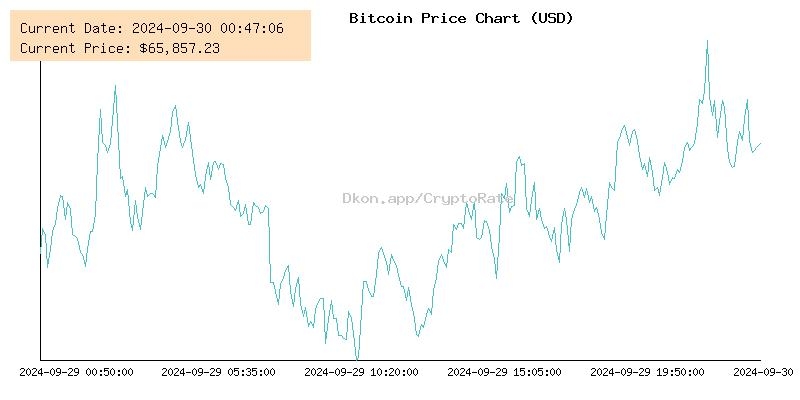 Bitcoin Price Chart (USD)
Current Date: 2024-09-30 00:47:06
Current Price: $65,857.23
Dkon.app/CryptoRate
2024-09-29 00:50:00 2024-09-29 05:35:00 2024-09-29 10:20:00 2024-09-29 15:05:00 2024-09-29 19:50:00 2024-09-30